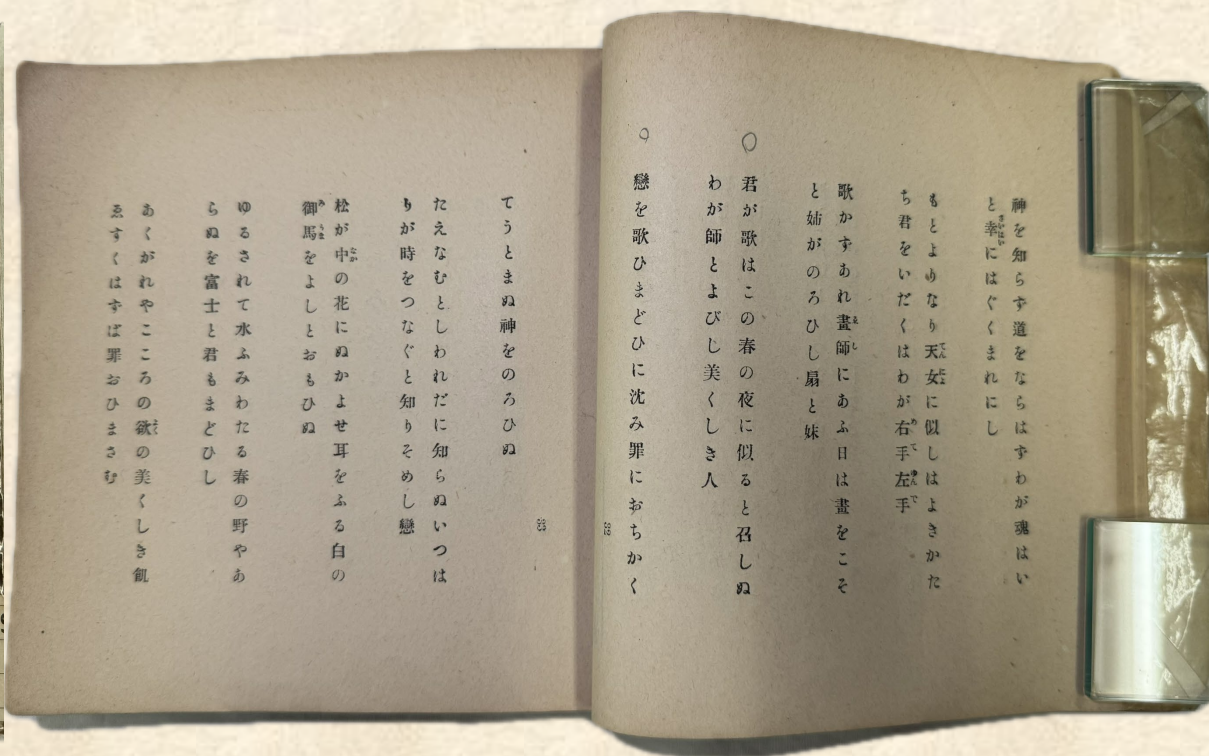 神を知らず道をならはずわが魂はい
と幸にはぐくまれにし
もとよりなり天女に似しはよきかた
ち君をいだくはわが右手左手
歌かずあれ畫師にあふ日は畫をこそ
と姉がのろひし扇と妹
君が歌はこの春の夜に似ると召しぬ
わが師とよびし美くしき人
戀を歌ひまどひに沈み罪におちかく
てうとまぬ神をのろひぬ
たえなむとしわれだに知らぬいつは
りが時をつなぐと知りそめし戀
松が中の花にぬかよせ耳をふる白の
御馬をよしとおもひぬ
ゆるされて水ふみわたる春の野やあ
らぬを富士と君もまどひし
あくがれやこころの欲の美くしき飢
ゑすくはずば罪おひまさむ